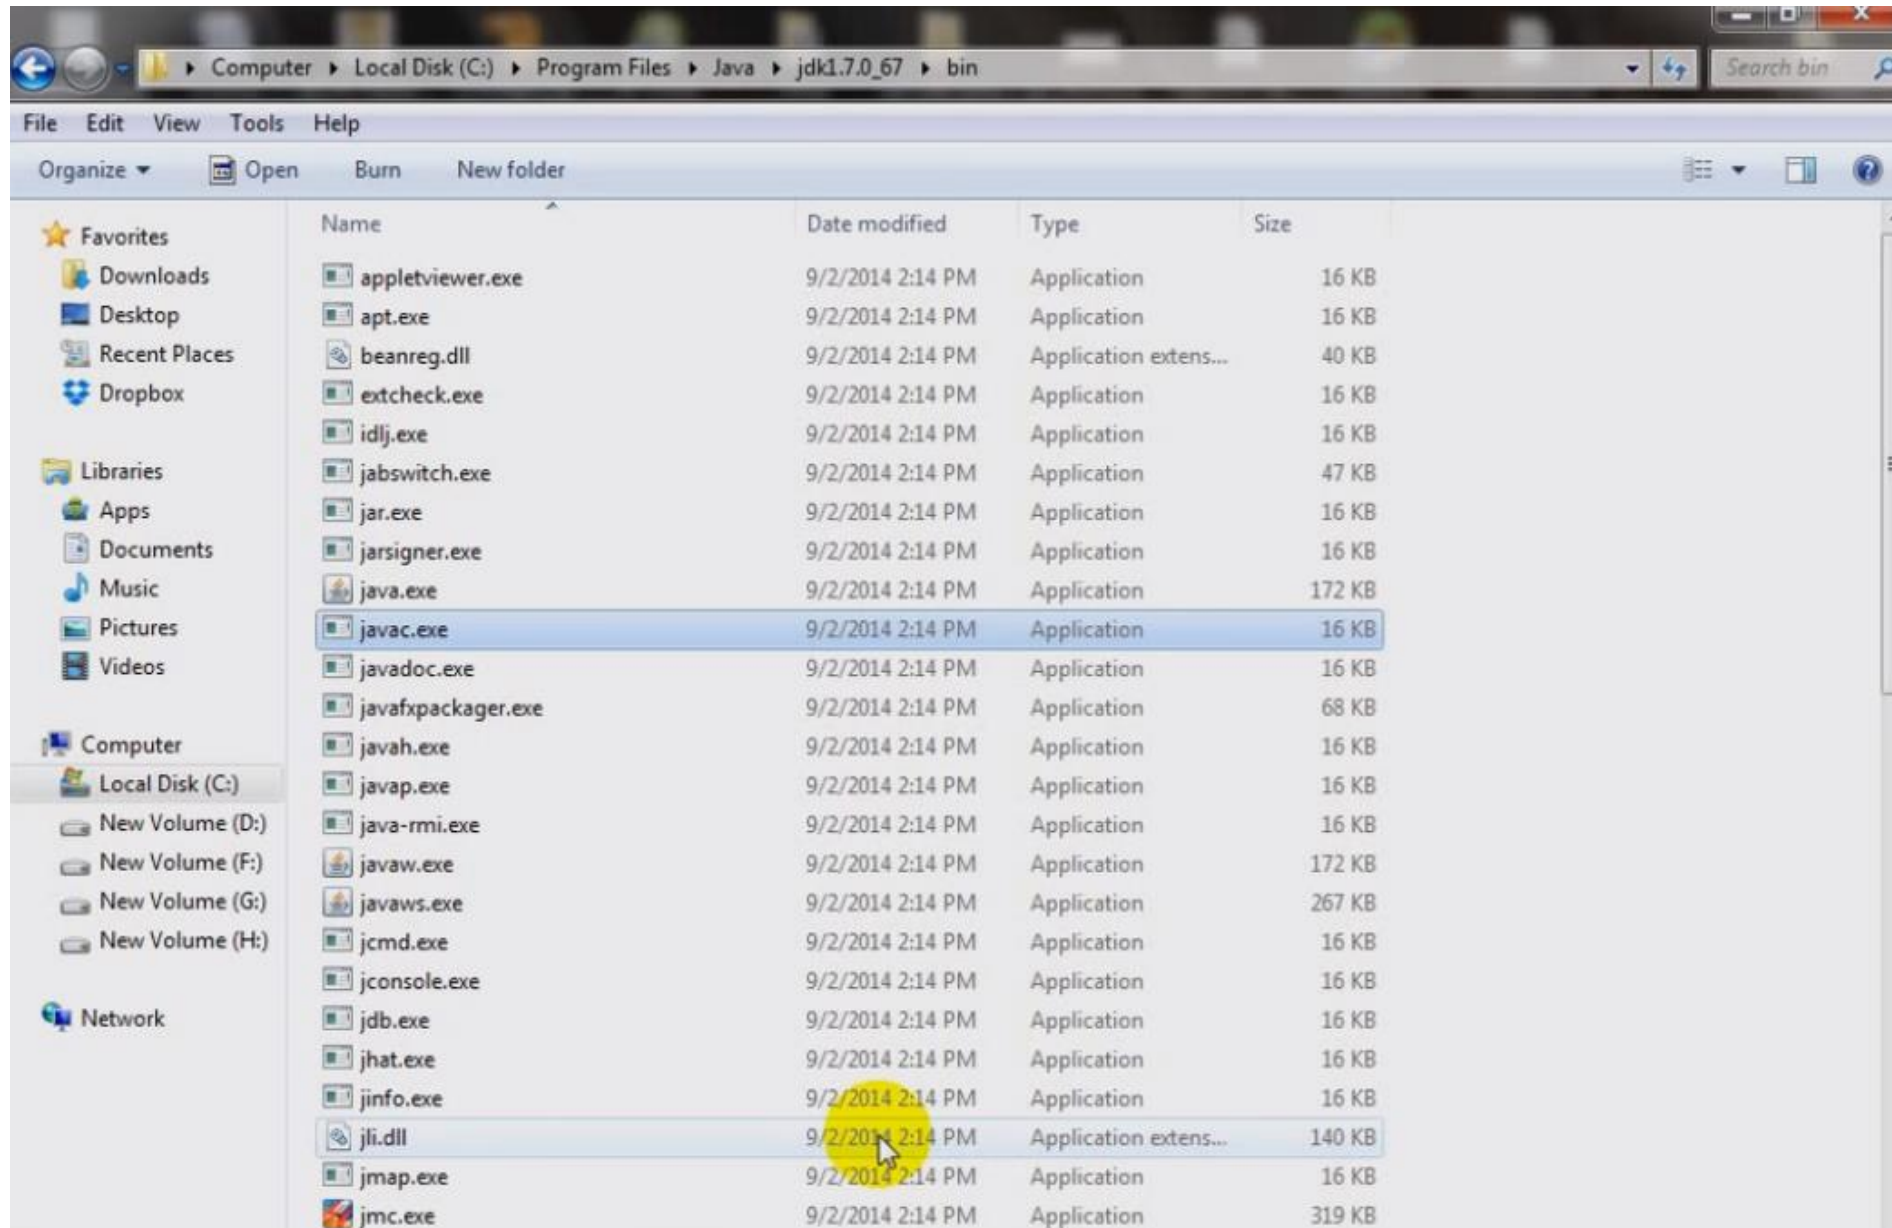 Computer Local Disk (C:) Program Files Java jdk1.7.0_67 bin Search bin
File Edit View Tools Help
Organize Open Burn New folder
Favorites
Downloads
Desktop
Recent Places
Dropbox
Libraries
Apps
Documents
Music
Pictures
Videos
Computer
Local Disk (C:)
New Volume (D:)
New Volume (F:)
New Volume (G:)
New Volume (H:)
Network
Name Date modified Type Size
appletviewer.exe 9/2/2014 2:14 PM Application 16 KB
apt.exe 9/2/2014 2:14 PM Application 16 KB
beanreg.dll 9/2/2014 2:14 PM Application extens... 40 KB
extcheck.exe 9/2/2014 2:14 PM Application 16 KB
idlj.exe 9/2/2014 2:14 PM Application 16 KB
jabswitch.exe 9/2/2014 2:14 PM Application 47 KB
jar.exe 9/2/2014 2:14 PM Application 16 KB
jarsigner.exe 9/2/2014 2:14 PM Application 16 KB
java.exe 9/2/2014 2:14 PM Application 172 KB
javac.exe 9/2/2014 2:14 PM Application 16 KB
javadoc.exe 9/2/2014 2:14 PM Application 16 KB
javafxpackager.exe 9/2/2014 2:14 PM Application 68 KB
javah.exe 9/2/2014 2:14 PM Application 16 KB
javap.exe 9/2/2014 2:14 PM Application 16 KB
java-rmi.exe 9/2/2014 2:14 PM Application 16 KB
javaw.exe 9/2/2014 2:14 PM Application 172 KB
javaws.exe 9/2/2014 2:14 PM Application 267 KB
jcmd.exe 9/2/2014 2:14 PM Application 16 KB
jconsole.exe 9/2/2014 2:14 PM Application 16 KB
jdb.exe 9/2/2014 2:14 PM Application 16 KB
jhat.exe 9/2/2014 2:14 PM Application 16 KB
jinfo.exe 9/2/2014 2:14 PM Application 16 KB
jli.dll 9/2/2014 2:14 PM Application extens... 140 KB
jmap.exe 9/2/2014 2:14 PM Application 16 KB
jmc.exe 9/2/2014 2:14 PM Application 319 KB